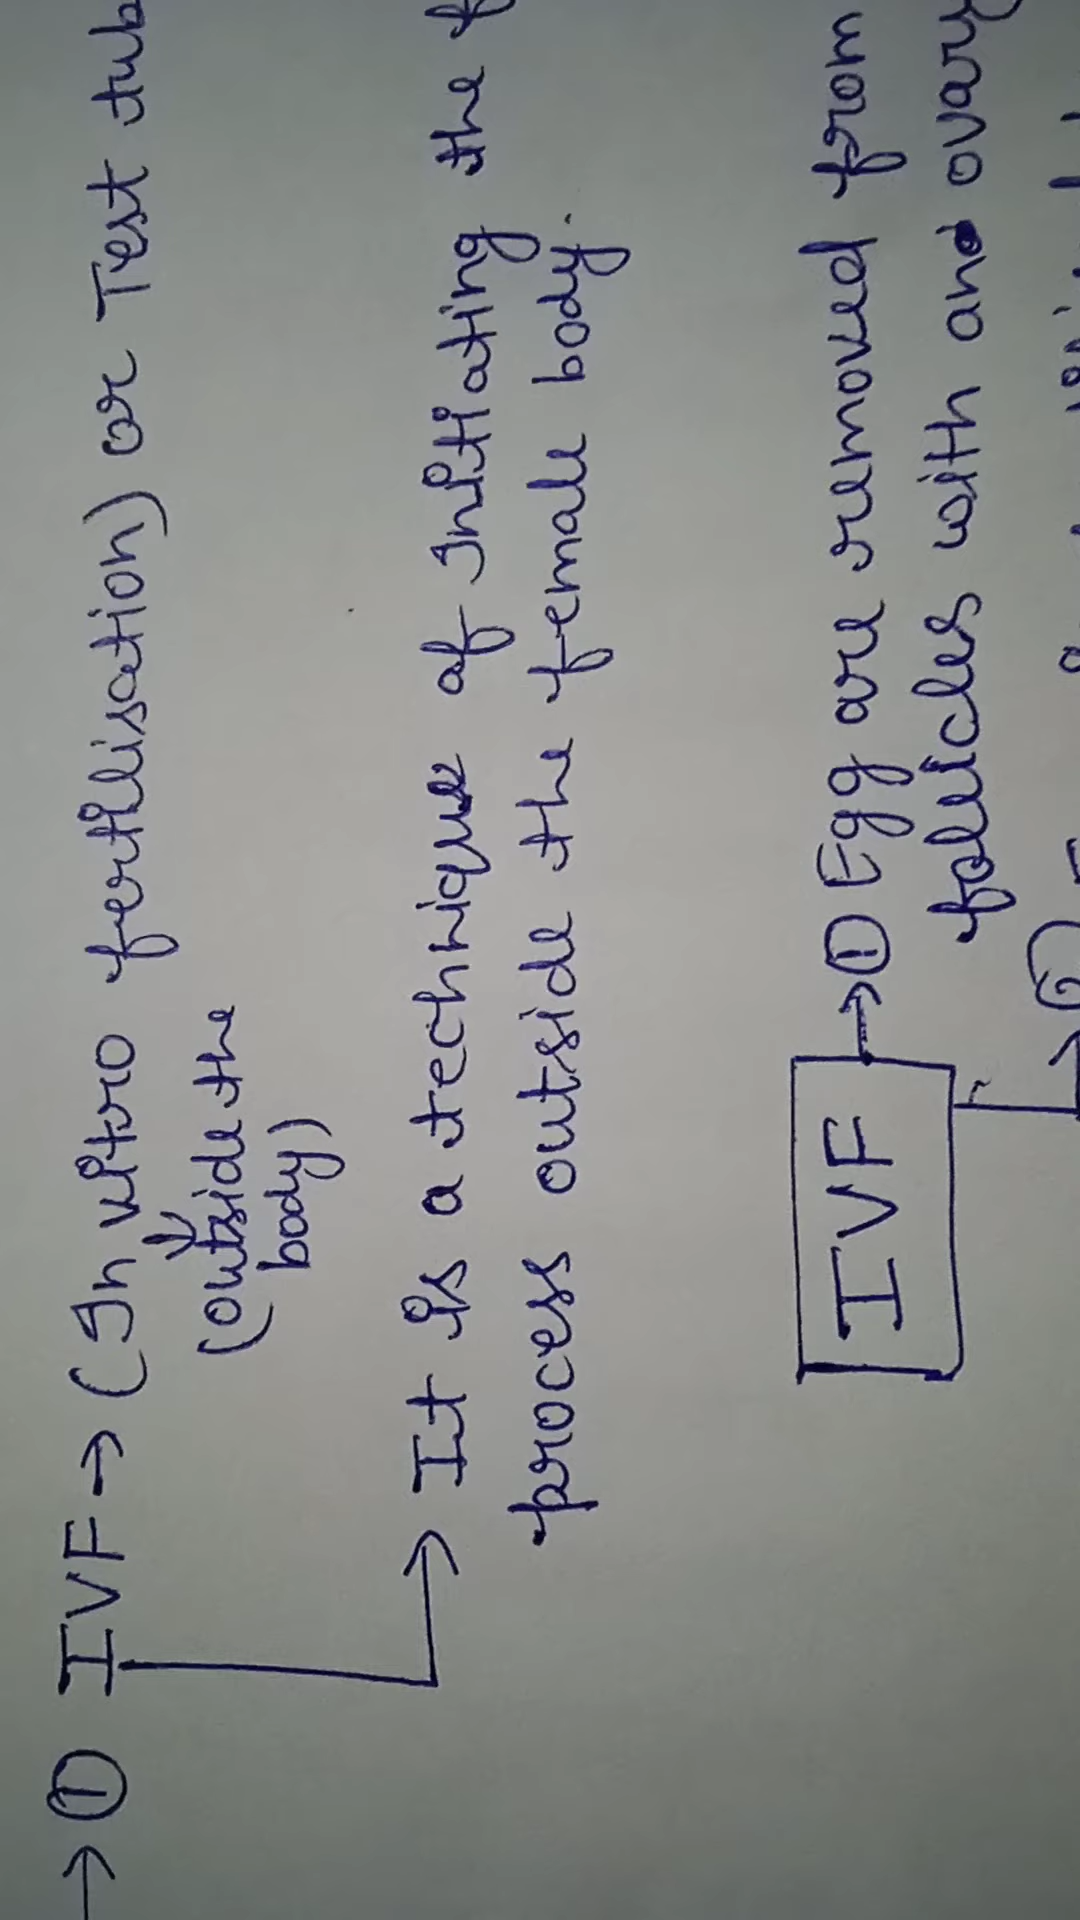 → ① IVF → (In vitro fertilisation) or Test tub
(outside the
body)
It is a technique of Initiating the f
process outside the female body.
IVF → ① Egg are removed from
folicles with and ovary